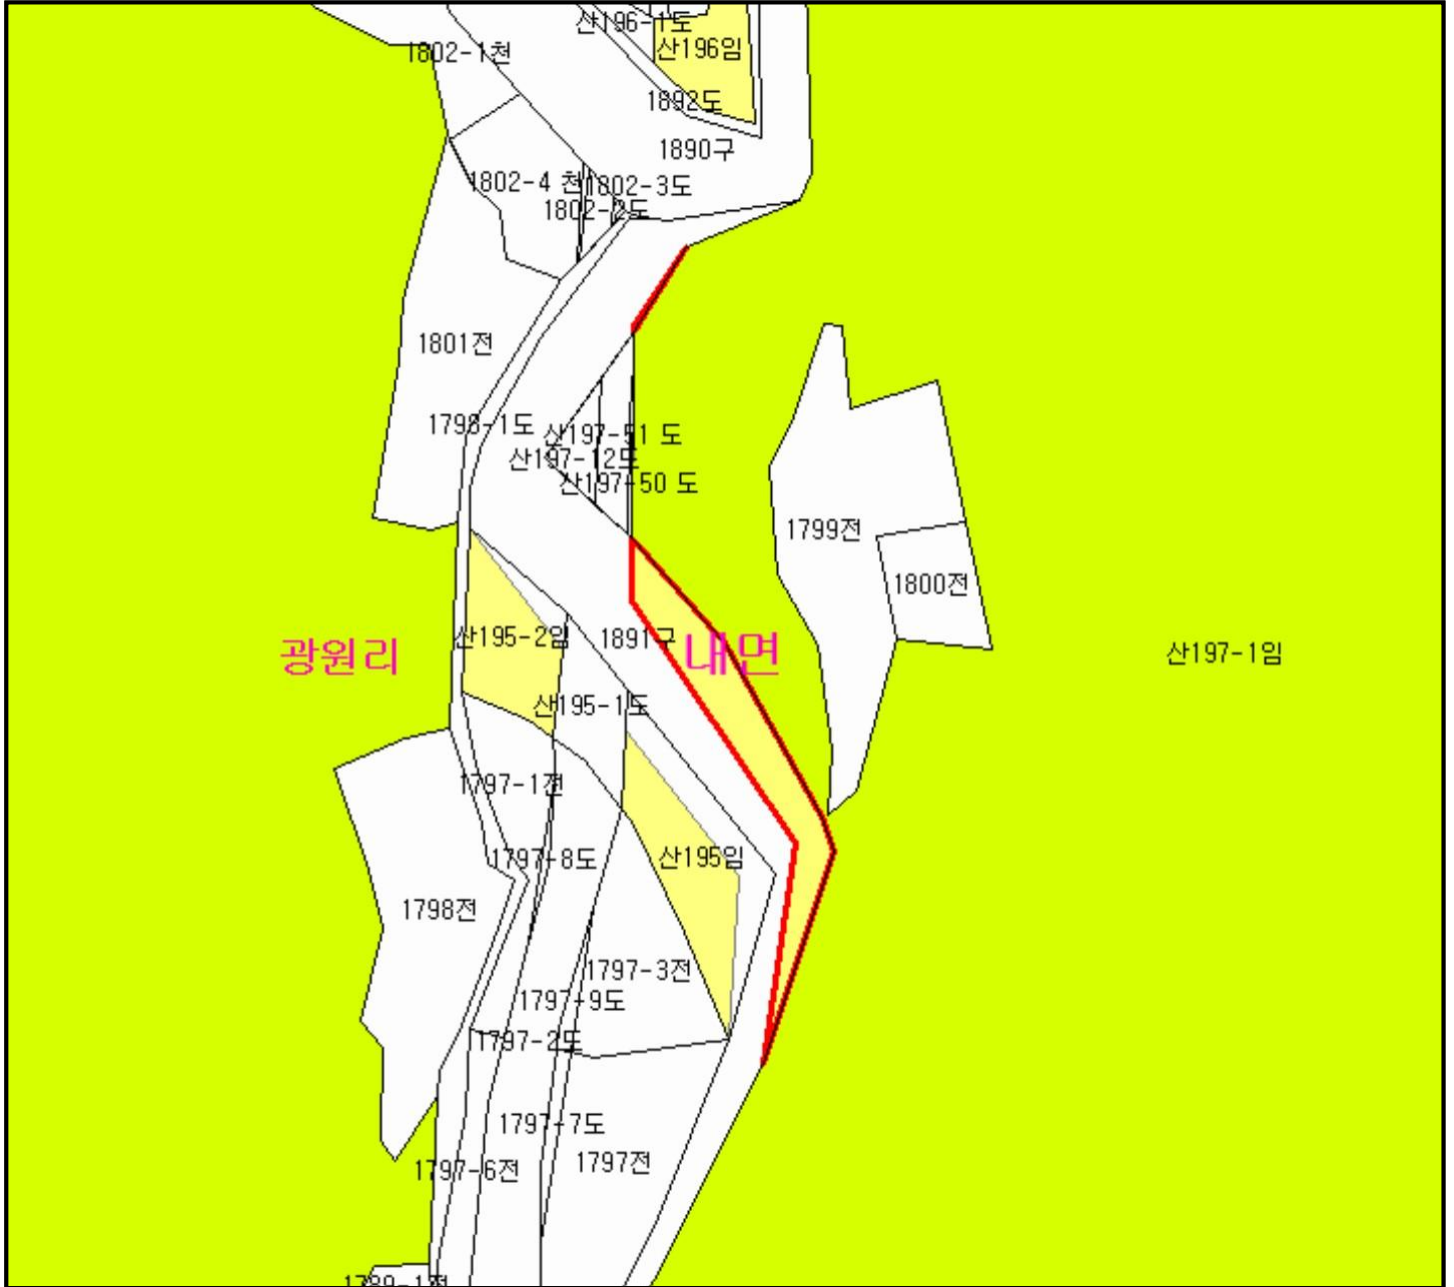 산196-1도
산196임
1802-1천
1892도
1890구
1802-4 천
1802-3도
1802-2도
1801전
1798-1도
산197-51 도
산197-12도
산197-50 도
1799전
1800전
산195-2임
1891구
광원리
내면
산197-1임
산195-1도
1797-1전
1797-8도
산195임
1798전
1797-3전
1797-9도
1797-2도
1797-7도
1797전
1797-6전
1789-1전